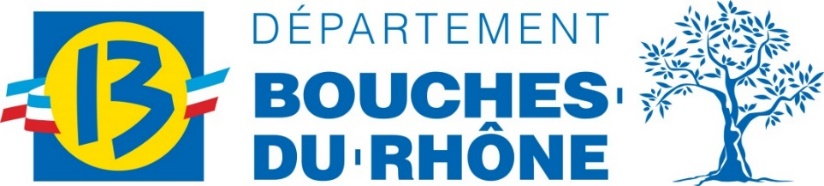 13
DÉPARTEMENT
BOUCHES-
DU-RHÔNE